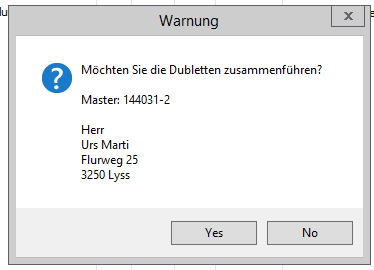 Warnung
Möchten Sie die Dubletten zusammenführen?
Master: 144031-2
Herr
Urs Marti
Flurweg 25
3250 Lyss
Yes
No